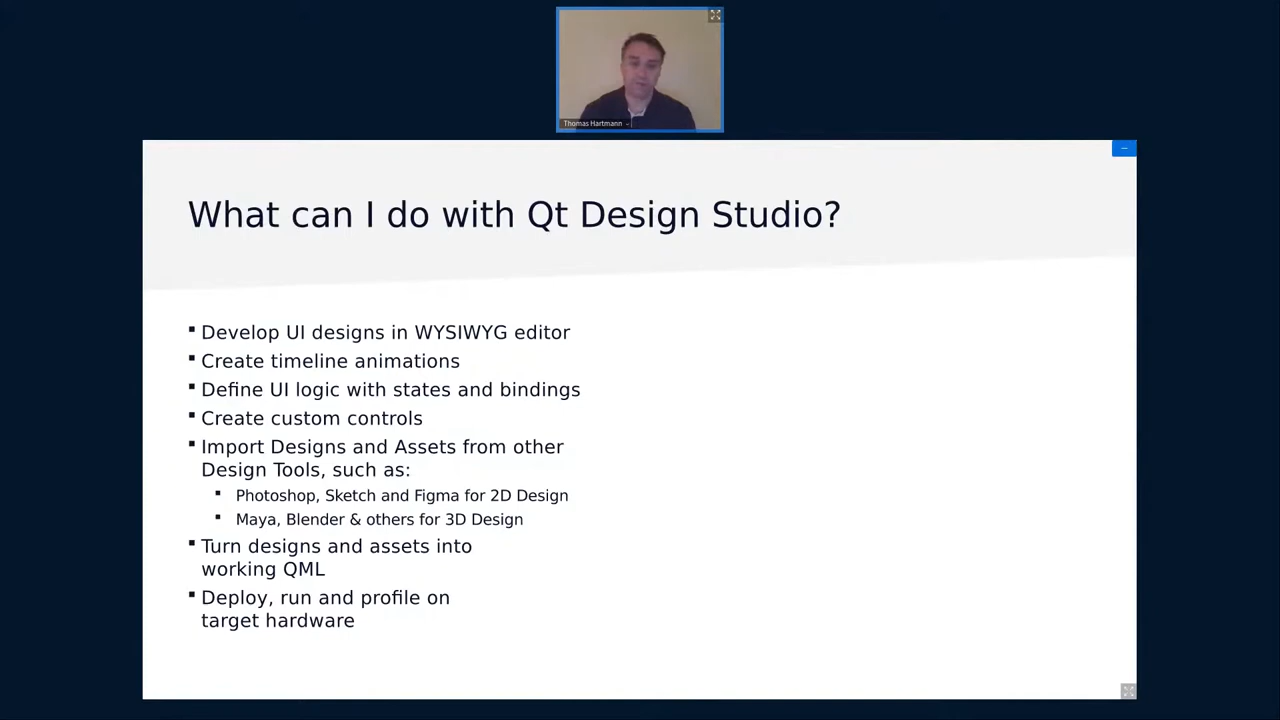 Thomas Hartmann
What can I do with Qt Design Studio?
Develop UI designs in WYSIWYG editor
Create timeline animations
Define UI logic with states and bindings
Create custom controls
Import Designs and Assets from other
Design Tools, such as:
Photoshop, Sketch and Figma for 2D Design
Maya, Blender & others for 3D Design
Turn designs and assets into
working QML
Deploy, run and profile on
target hardware